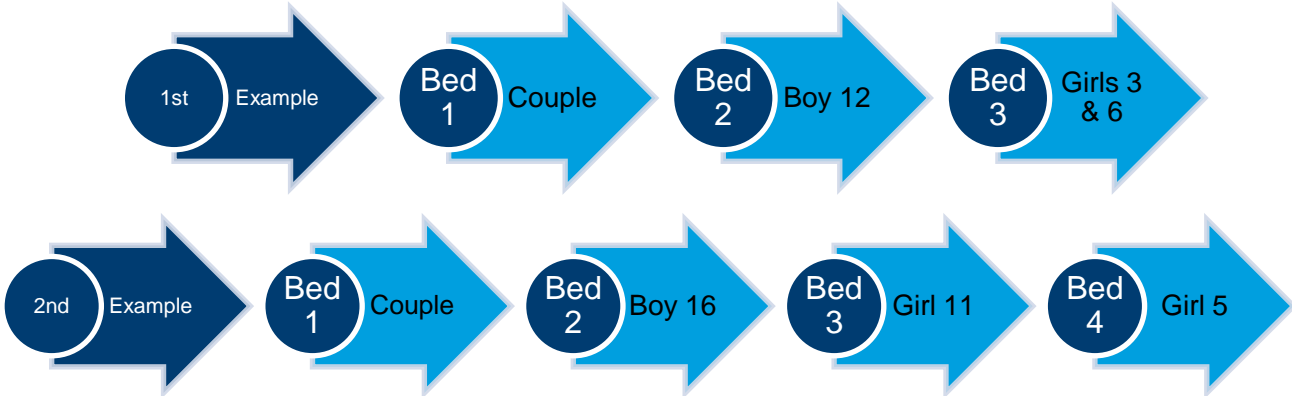 1st
Example
Bed
1
Couple
Bed
2
Boy 12
Bed
3
Girls 3
& 6
2nd
Example
Bed
1
Couple
Bed
2
Boy 16
Bed
3
Girl 11
Bed
4
Girl 5